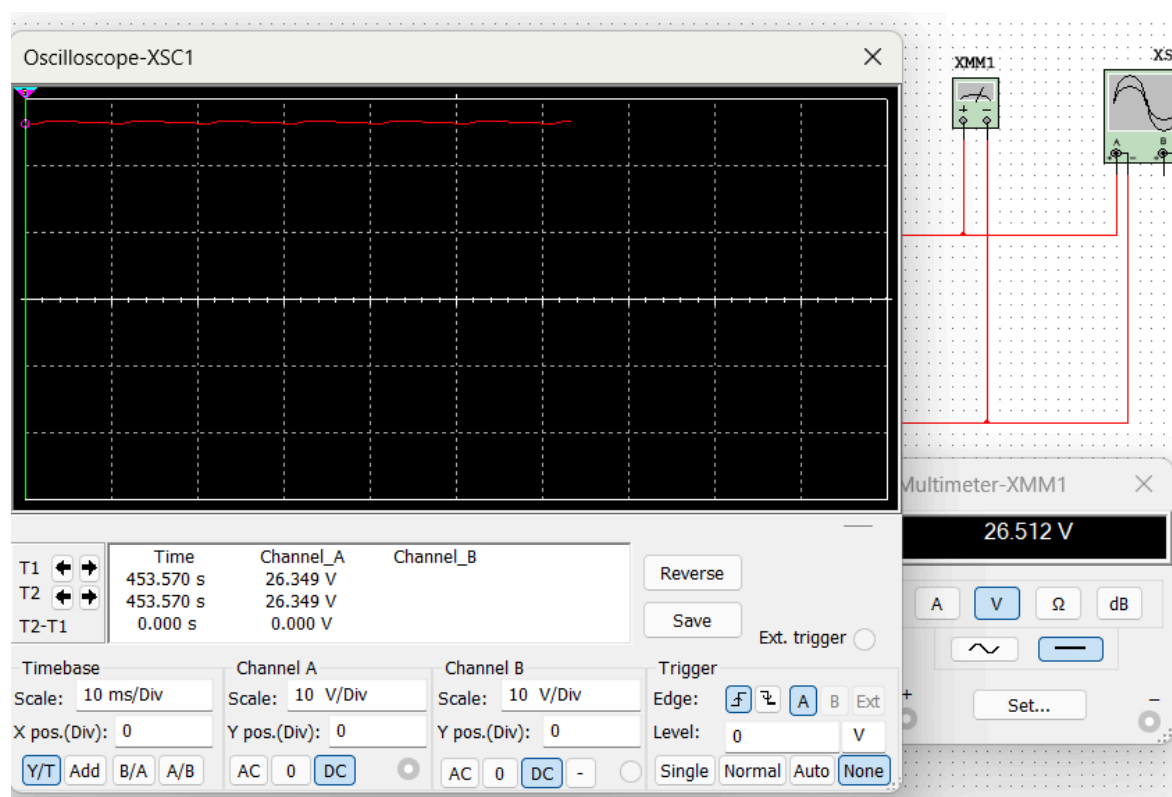 Oscilloscope-XSC1
XMM1
XS
A
B
Multimeter-XMM1
26.512 V
A V Ω dB
Set...
Time Channel_A Channel_B
T1 453.570 s 26.349 V
T2 453.570 s 26.349 V
T2-T1 0.000 s 0.000 V
Reverse
Save
Ext. trigger
Timebase
Scale: 10 ms/Div
X pos.(Div): 0
Y/T Add B/A A/B
Channel A
Scale: 10 V/Div
Y pos.(Div): 0
AC 0 DC
Channel B
Scale: 10 V/Div
Y pos.(Div): 0
AC 0 DC -
Trigger
Edge: A B Ext
Level: 0 V
Single Normal Auto None